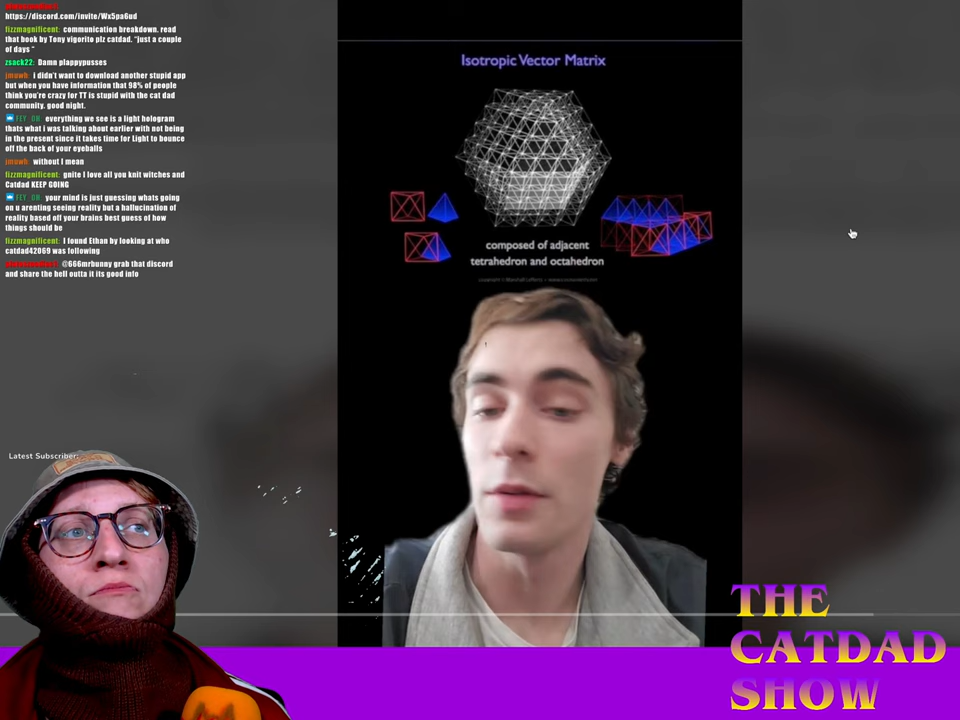 https://discord.com/invite/Wx5pa6ud
fizzmagnificent: communication breakdown. read
that book by Tony vigorito plz catdad. "just a couple
of days "
zsack22: Damn plappypusses
jmuwh: I didn't want to download another stupid app
but when you have information that 98% of people
think you're crazy for TT is stupid with the cat dad
community. good night.
FEY_OH: everything we see is a light hologram
thats what i was talking about earlier with not being
in the present since it takes time for Light to bounce
off the back of your eyeballs
jmuwh: without I mean
fizzmagnificent: gnite I love all you knit witches and
Catdad KEEP GOING
FEY_OH: your mind is just guessing whats going
on u arenting seeing reality but a hallucination of
reality based off your brains best guess of how
things should be
fizzmagnificent: I found Ethan by looking at who
catdad42069 was following
@666mrbunny grab that discord
and share the hell outta it its good info
Isotropic Vector Matrix
composed of adjacent
tetrahedron and octahedron
Latest Subscriber:
THE
CATDAD
SHOW